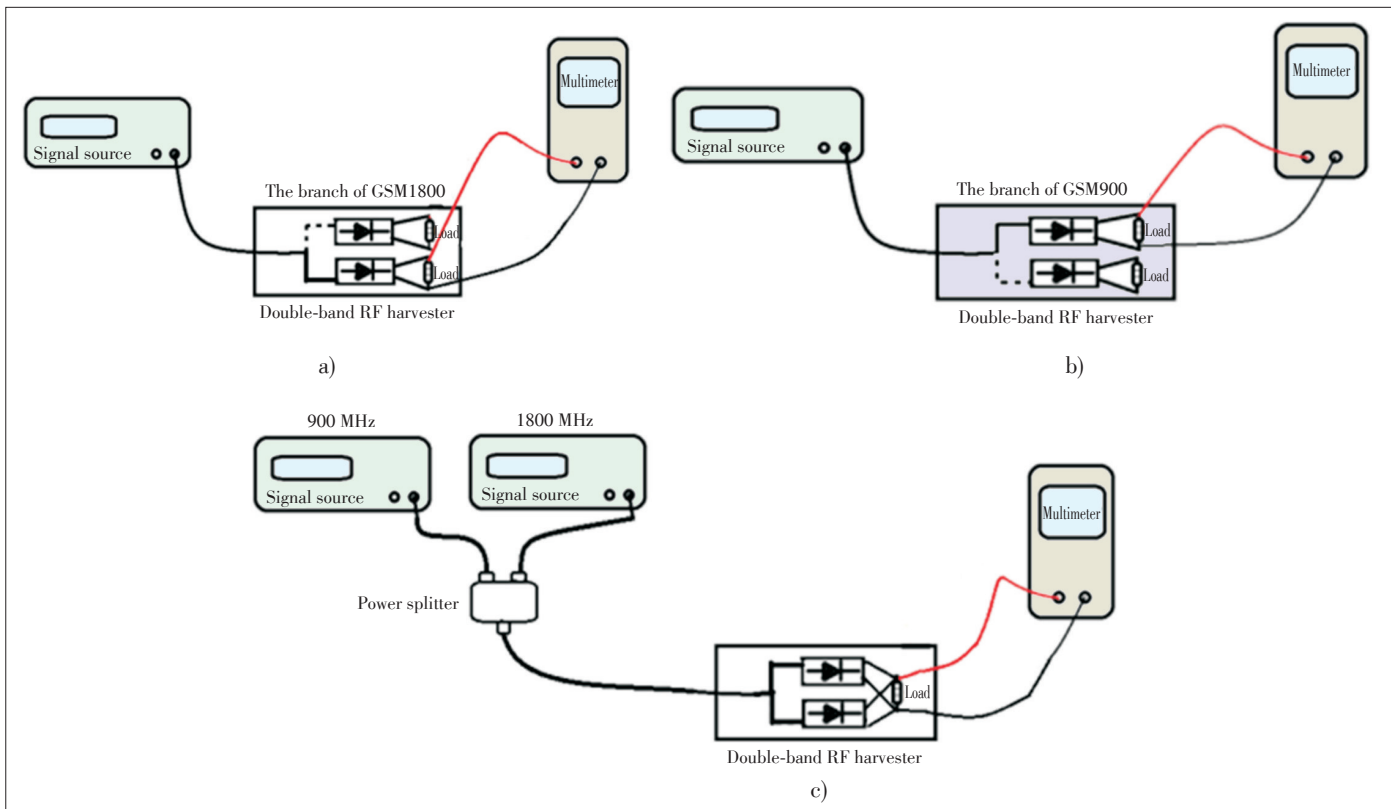 Multimeter
Signal source
The branch of GSM1800
Load
Load
Double-band RF harvester
a)
Multimeter
Signal source
The branch of GSM900
Load
Load
Double-band RF harvester
b)
900 MHz
1800 MHz
Signal source
Signal source
Multimeter
Power splitter
Load
Double-band RF harvester
c)